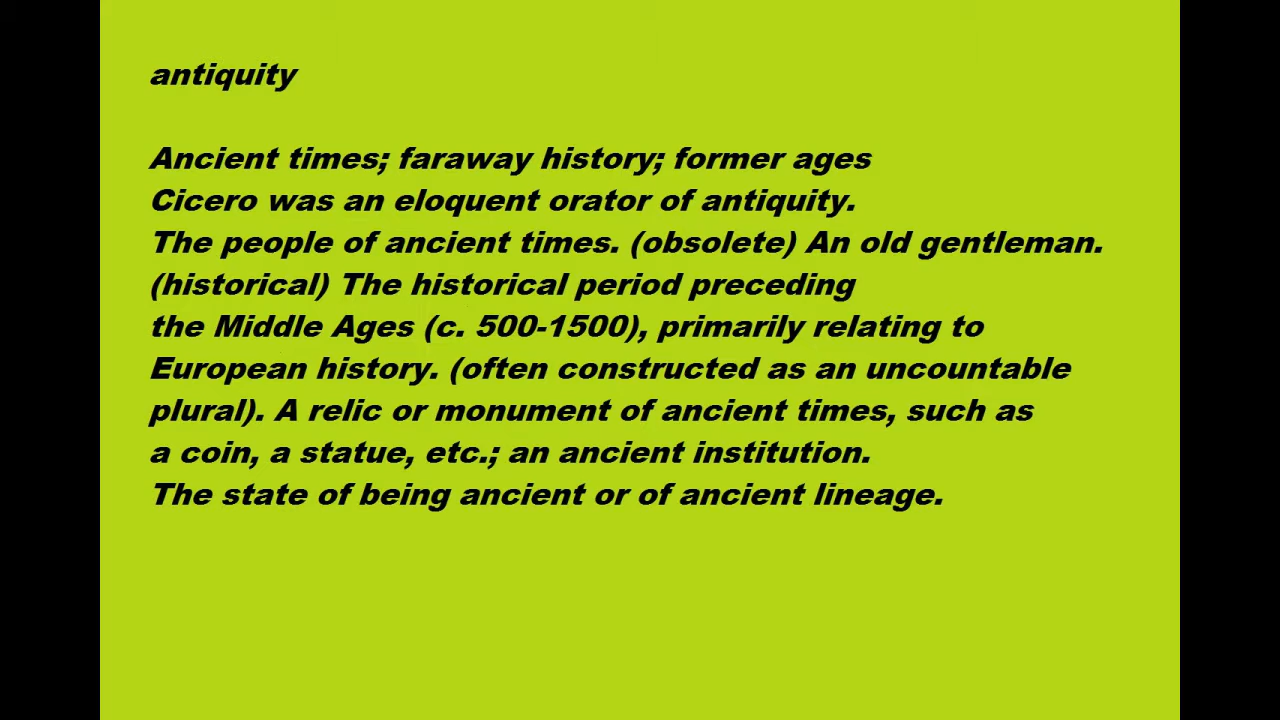 antiquity
Ancient times; faraway history; former ages
Cicero was an eloquent orator of antiquity.
The people of ancient times. (obsolete) An old gentleman.
(historical) The historical period preceding
the Middle Ages (c. 500-1500), primarily relating to
European history. (often constructed as an uncountable
plural). A relic or monument of ancient times, such as
a coin, a statue, etc.; an ancient institution.
The state of being ancient or of ancient lineage.